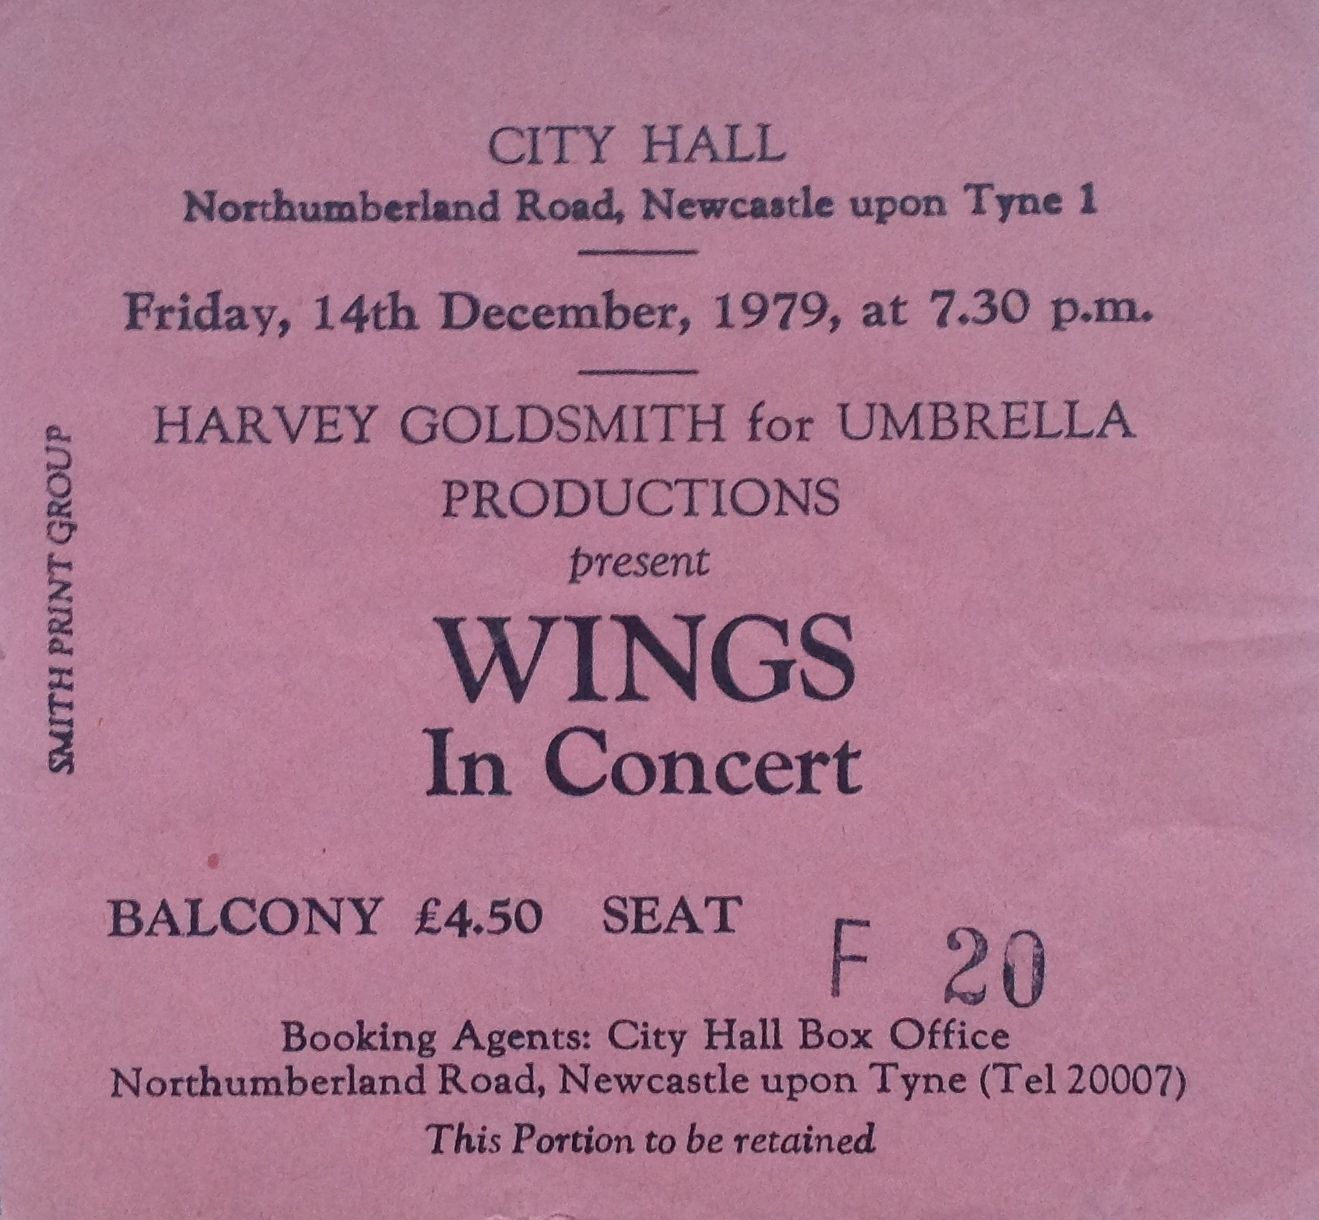 CITY HALL
Northumberland Road, Newcastle upon Tyne 1
Friday, 14th December, 1979, at 7.30 p.m.
HARVEY GOLDSMITH for UMBRELLA
PRODUCTIONS
present
WINGS
In Concert
BALCONY £4.50 SEAT F 20
Booking Agents: City Hall Box Office
Northumberland Road, Newcastle upon Tyne (Tel 20007)
This Portion to be retained
SMITH PRINT GROUP